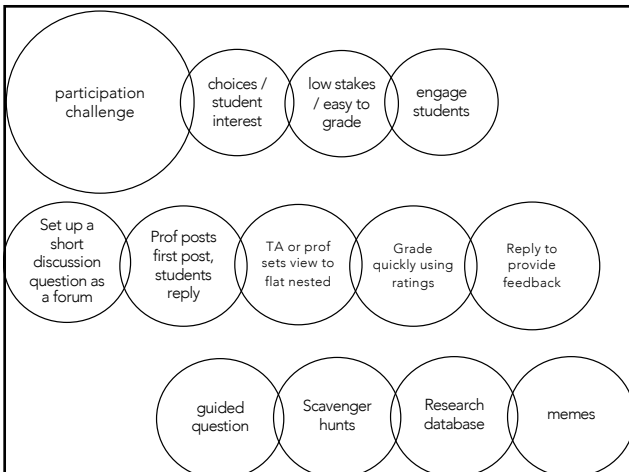 participation
challenge
choices /
student
interest
low stakes
/ easy to
grade
engage
students
Set up a
short
discussion
question as
a forum
Prof posts
first post,
students
reply
TA or prof
sets view to
flat nested
Grade
quickly using
ratings
Reply to
provide
feedback
guided
question
Scavenger
hunts
Research
database
memes